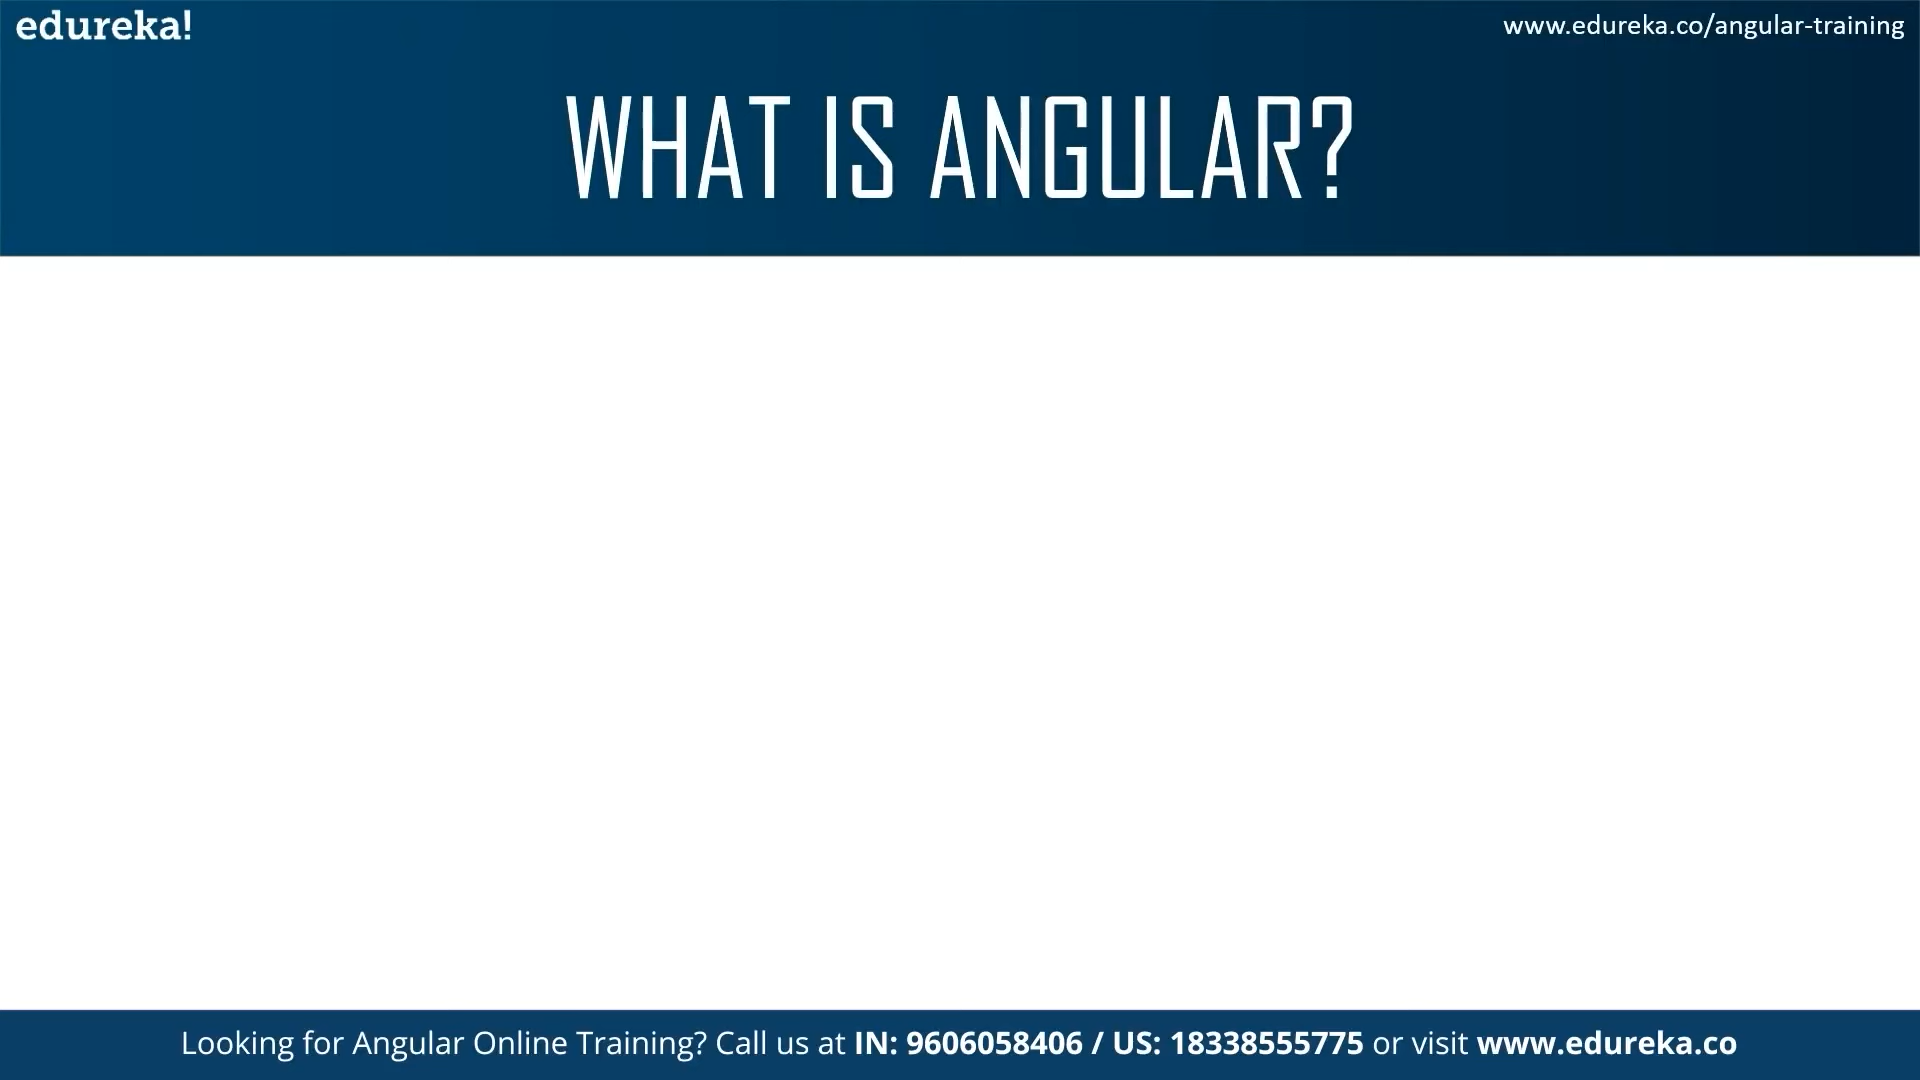 edureka!
www.edureka.co/angular-training
WHAT IS ANGULAR?
Looking for Angular Online Training? Call us at IN: 9606058406 / US: 18338555775 or visit www.edureka.co